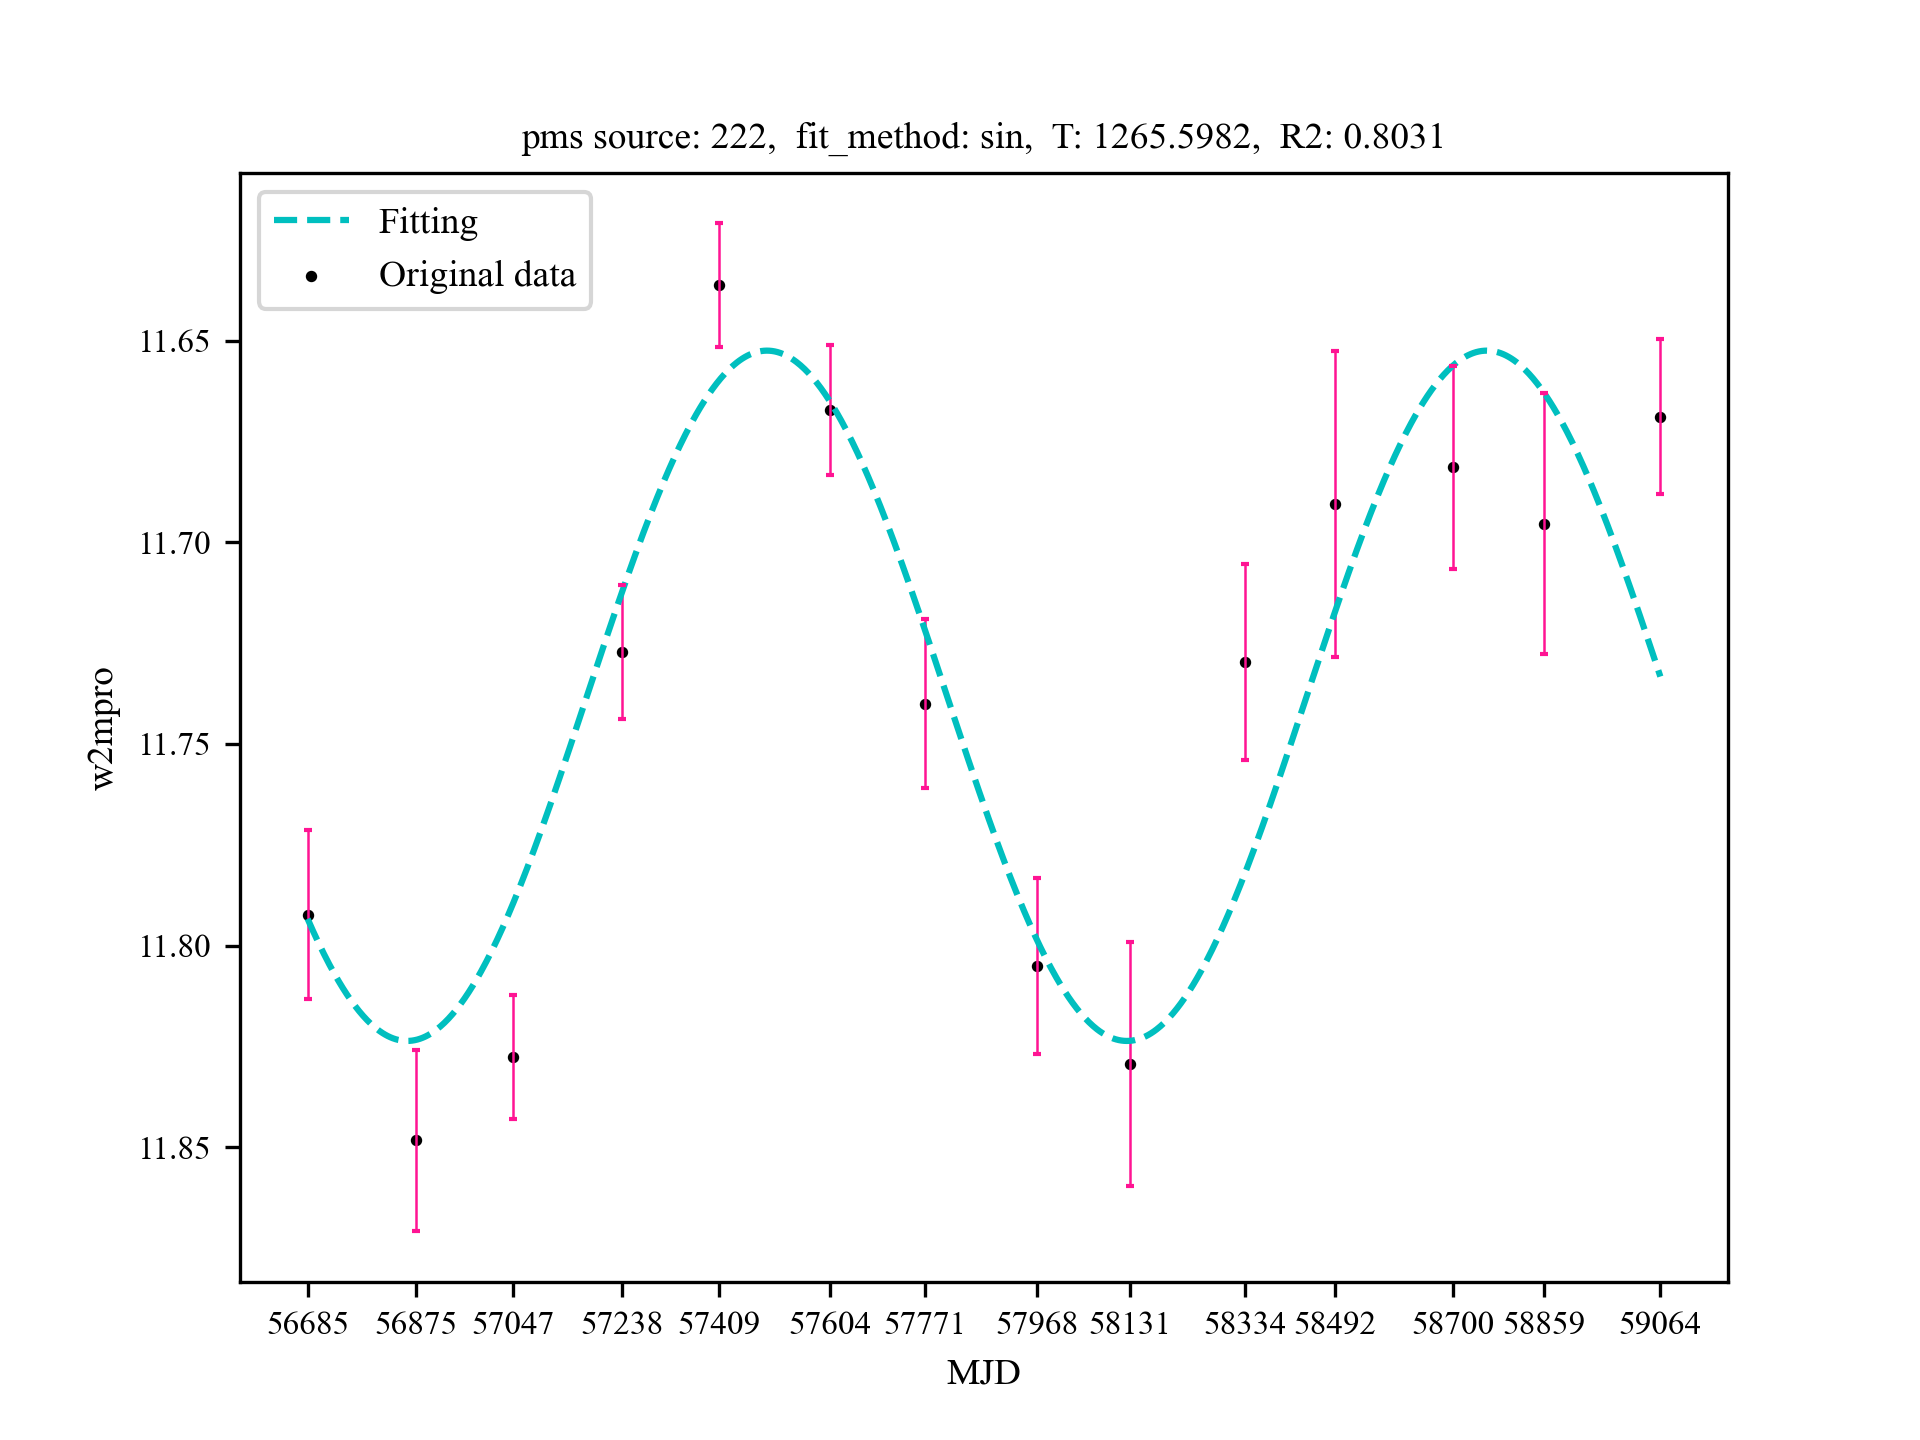 pms source: 222,  fit_method: sin,  T: 1265.5982,  R2: 0.8031
Fitting
Original data
11.65
11.70
11.75
11.80
11.85
w2mpro
56685 56875 57047 57238 57409 57604 57771 57968 58131 58334 58492 58700 58859 59064
MJD